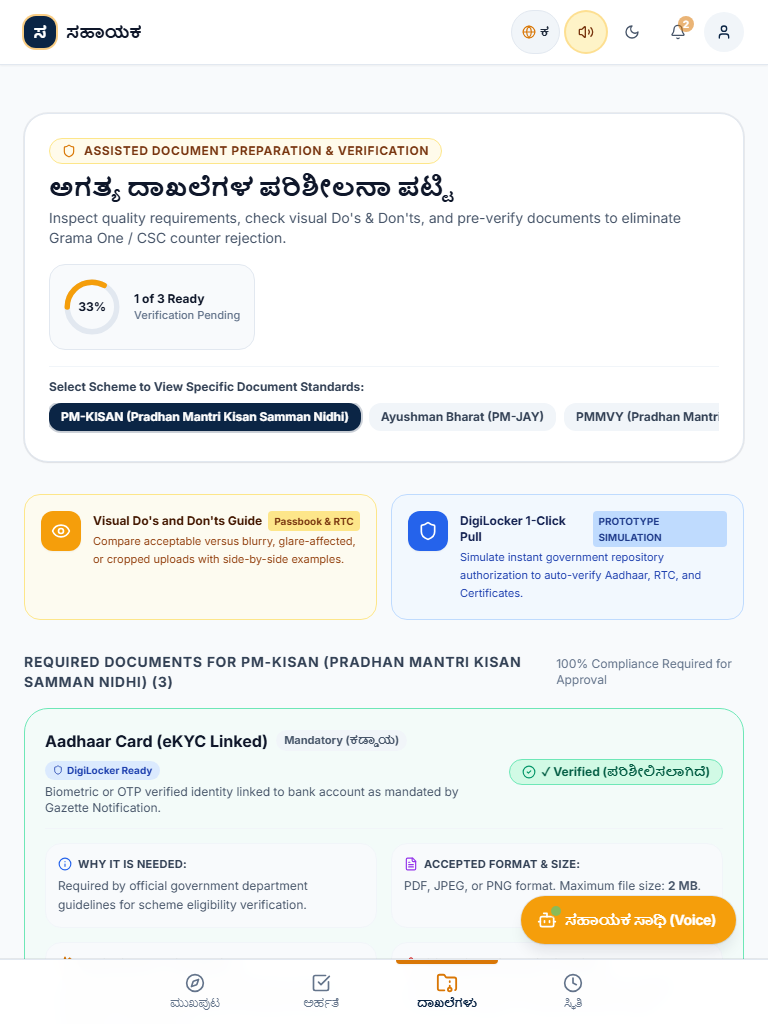 ಸ ಸಹಾಯಕ
ಕ
2
ASSISTED DOCUMENT PREPARATION & VERIFICATION
ಅಗತ್ಯ ದಾಖಲೆಗಳ ಪರಿಶೀಲನಾ ಪಟ್ಟಿ
Inspect quality requirements, check visual Do's & Don'ts, and pre-verify documents to eliminate
Grama One / CSC counter rejection.
33%
1 of 3 Ready
Verification Pending
Select Scheme to View Specific Document Standards:
PM-KISAN (Pradhan Mantri Kisan Samman Nidhi)
Ayushman Bharat (PM-JAY)
PMMVY (Pradhan Mantri
Visual Do's and Don'ts Guide
Passbook & RTC
Compare acceptable versus blurry, glare-affected,
or cropped uploads with side-by-side examples.
DigiLocker 1-Click
Pull
PROTOTYPE
SIMULATION
Simulate instant government repository
authorization to auto-verify Aadhaar, RTC, and
Certificates.
REQUIRED DOCUMENTS FOR PM-KISAN (PRADHAN MANTRI KISAN
SAMMAN NIDHI) (3)
100% Compliance Required for
Approval
Aadhaar Card (eKYC Linked)
Mandatory (ಕಡ್ಡಾಯ)
DigiLocker Ready
Biometric or OTP verified identity linked to bank account as mandated by
Gazette Notification.
✓ Verified (ಪರಿಶೀಲಿಸಲಾಗಿದೆ)
WHY IT IS NEEDED:
Required by official government department
guidelines for scheme eligibility verification.
ACCEPTED FORMAT & SIZE:
PDF, JPEG, or PNG format. Maximum file size: 2 MB.
ಸಹಾಯಕ ಸಾಥಿ (Voice)
ಮುಖಪುಟ
ಅರ್ಹತೆ
ದಾಖಲೆಗಳು
ಸ್ಥಿತಿ